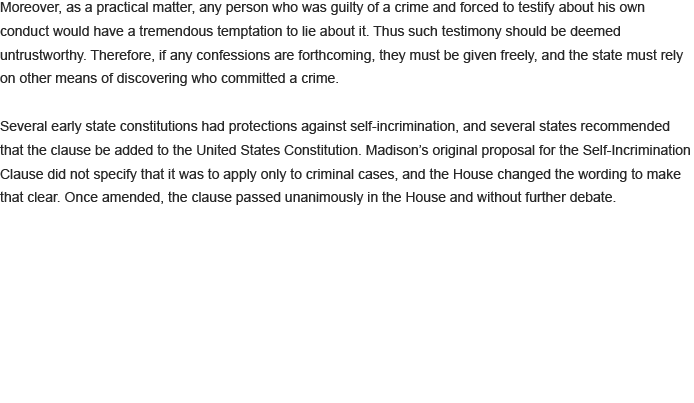 Moreover, as a practical matter, any person who was guilty of a crime and forced to testify about his own
conduct would have a tremendous temptation to lie about it. Thus such testimony should be deemed
untrustworthy. Therefore, if any confessions are forthcoming, they must be given freely, and the state must rely
on other means of discovering who committed a crime.
Several early state constitutions had protections against self-incrimination, and several states recommended
that the clause be added to the United States Constitution. Madison’s original proposal for the Self-Incrimination
Clause did not specify that it was to apply only to criminal cases, and the House changed the wording to make
that clear. Once amended, the clause passed unanimously in the House and without further debate.